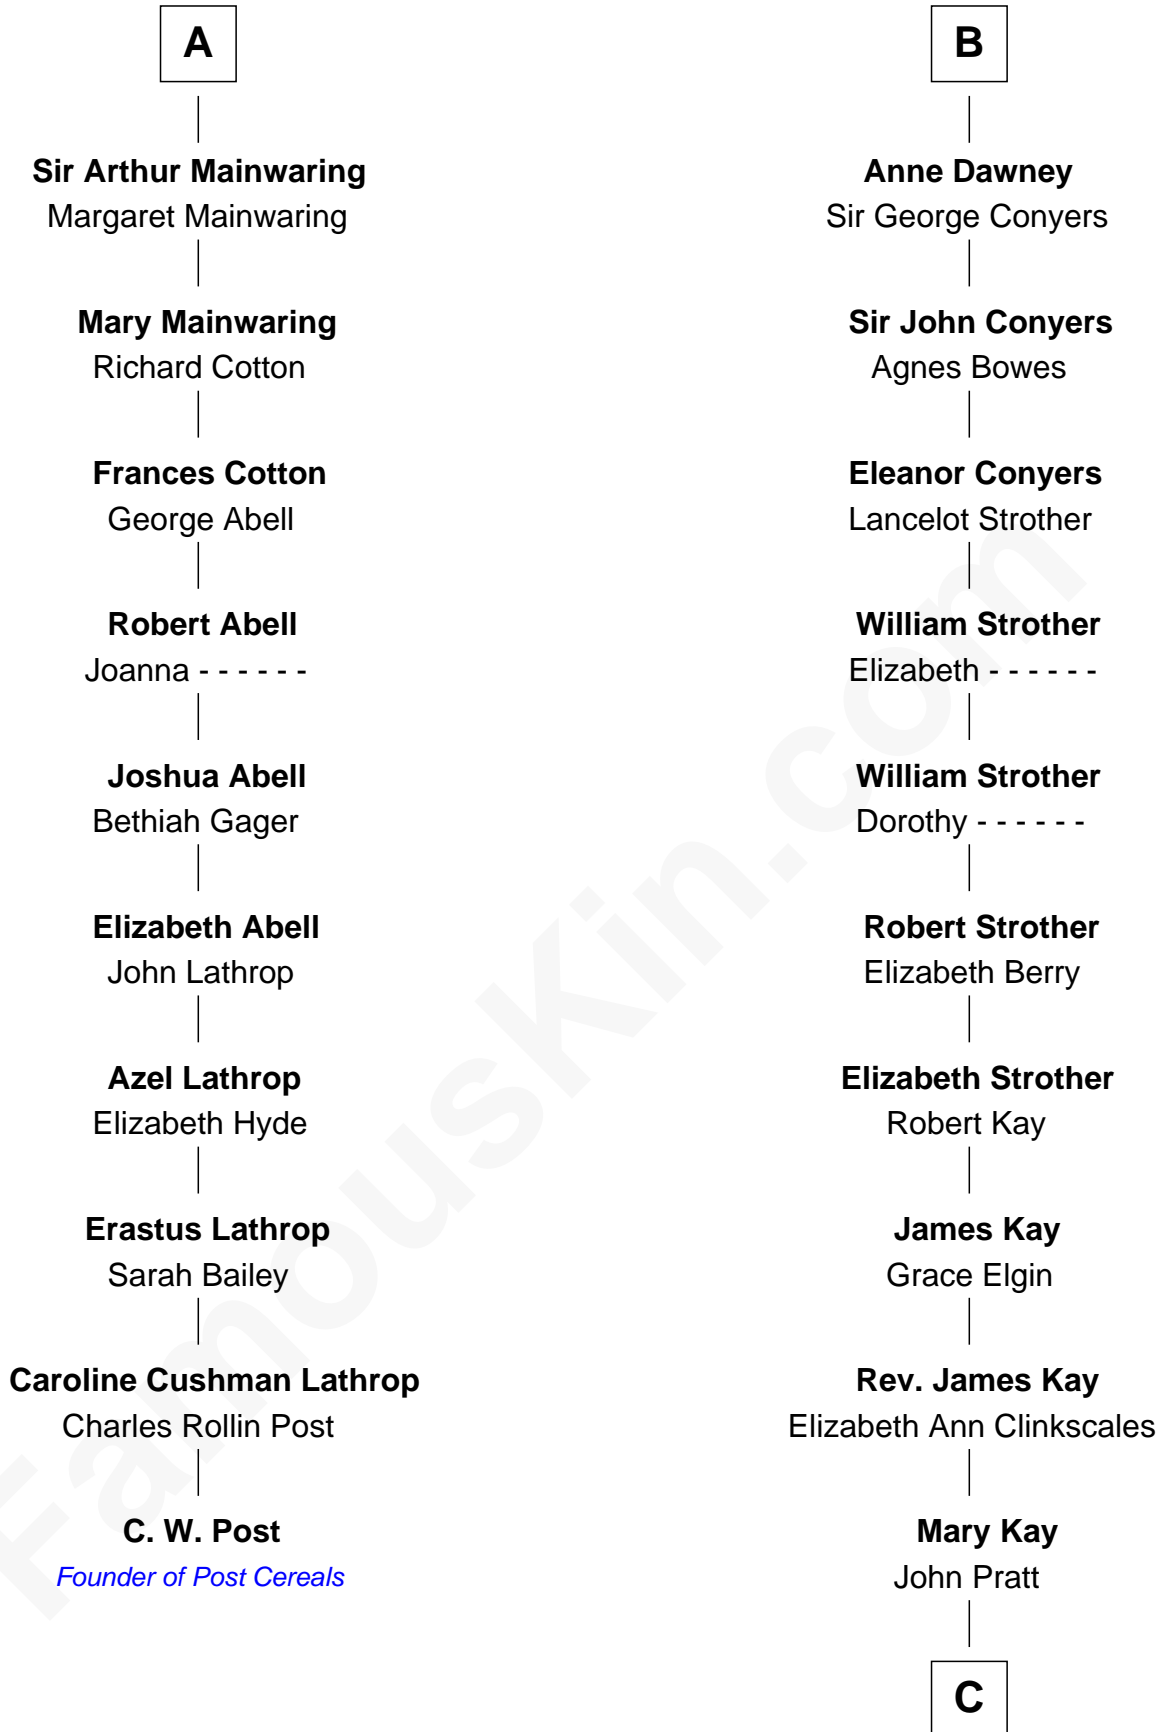 A
Sir Arthur Mainwaring
Margaret Mainwaring
Mary Mainwaring
Richard Cotton
Frances Cotton
George Abell
Robert Abell
Joanna - - - - - -
Joshua Abell
Bethiah Gager
Elizabeth Abell
John Lathrop
Azel Lathrop
Elizabeth Hyde
Erastus Lathrop
Sarah Bailey
Caroline Cushman Lathrop
Charles Rollin Post
C. W. Post
Founder of Post Cereals
B
Anne Dawney
Sir George Conyers
Sir John Conyers
Agnes Bowes
Eleanor Conyers
Lancelot Strother
William Strother
Elizabeth - - - - - -
William Strother
Dorothy - - - - - -
Robert Strother
Elizabeth Berry
Elizabeth Strother
Robert Kay
James Kay
Grace Elgin
Rev. James Kay
Elizabeth Ann Clinkscales
Mary Kay
John Pratt
C
FamousKin.com